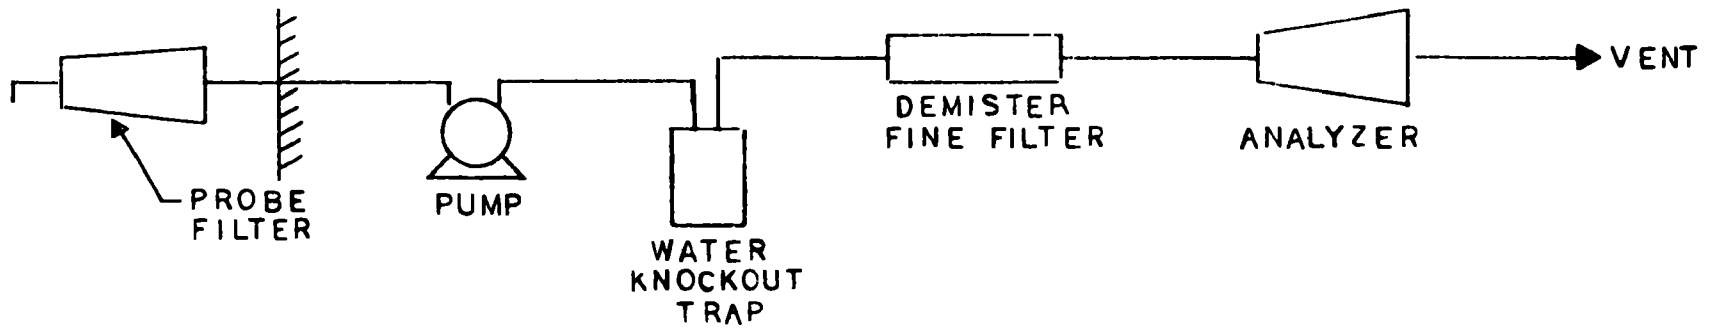 PROBE
FILTER
PUMP
WATER
KNOCKOUT
TRAP
DEMISTER
FINE FILTER
ANALYZER
VENT